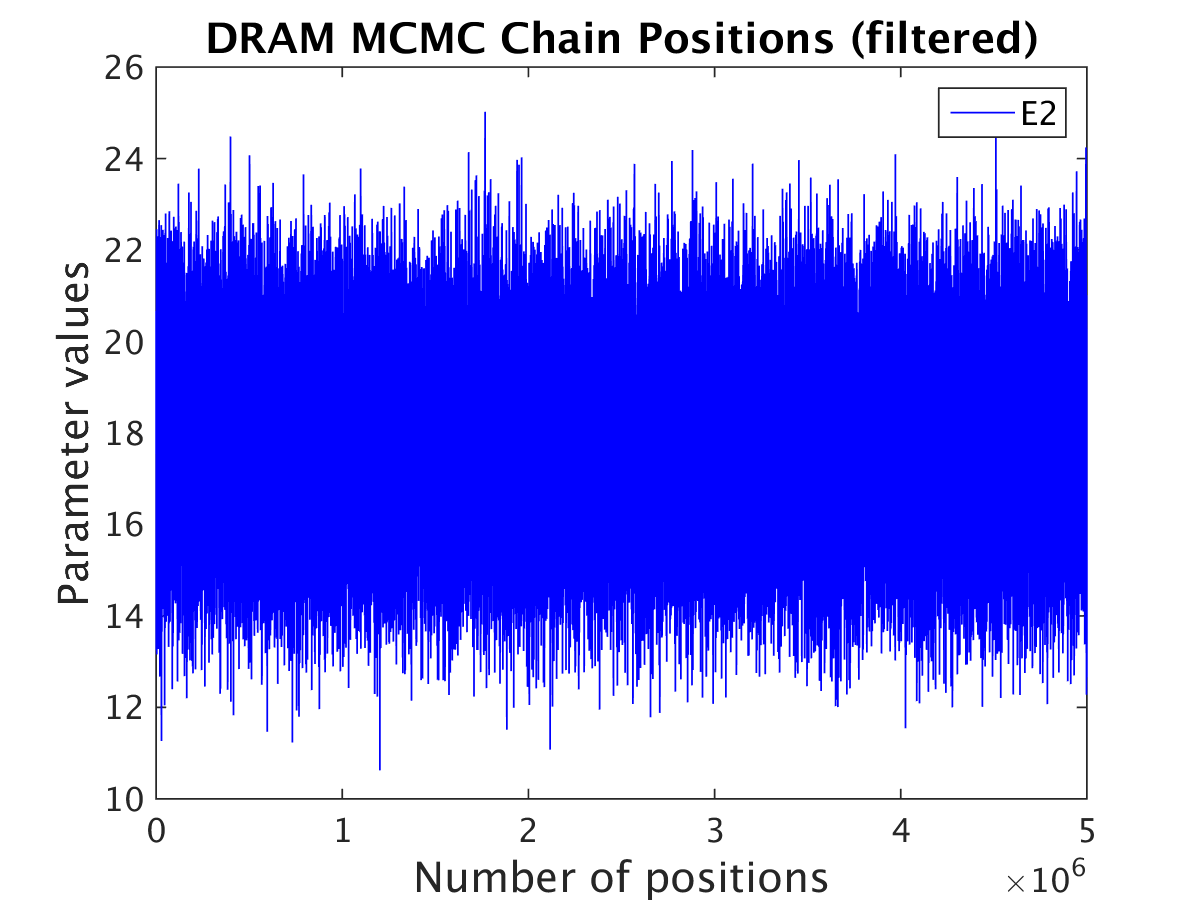 DRAM MCMC Chain Positions (filtered)
E2
26
24
22
20
18
16
14
12
10
Parameter values
0 1 2 3 4 5
×10^6
Number of positions